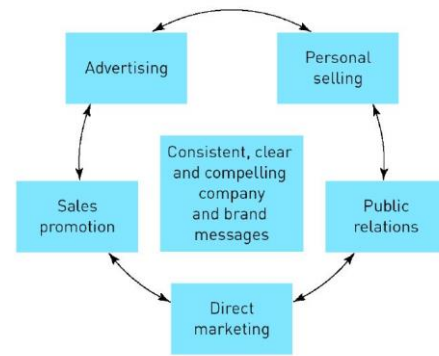 Advertising
Personal
selling
Consistent, clear
and compelling
company
and brand
messages
Sales
promotion
Public
relations
Direct
marketing